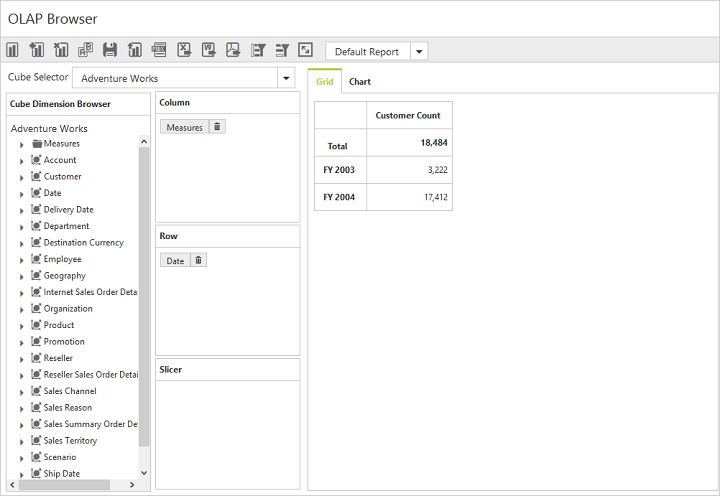 OLAP Browser
Default Report
Cube Selector Adventure Works
Grid Chart
Cube Dimension Browser
Adventure Works
Measures
Account
Customer
Date
Delivery Date
Department
Destination Currency
Employee
Geography
Internet Sales Order Deta
Organization
Product
Promotion
Reseller
Reseller Sales Order Detai
Sales Channel
Sales Reason
Sales Summary Order De
Sales Territory
Scenario
Ship Date
Column
Measures
Row
Date
Slicer
Customer Count
Total 18,484
FY 2003 3,222
FY 2004 17,412